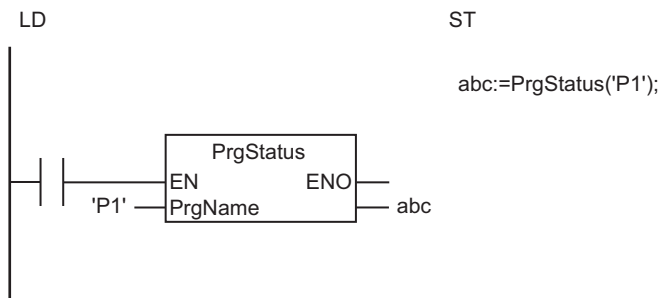 LD
ST
abc:=PrgStatus('P1');
PrgStatus
EN ENO
'P1' PrgName abc